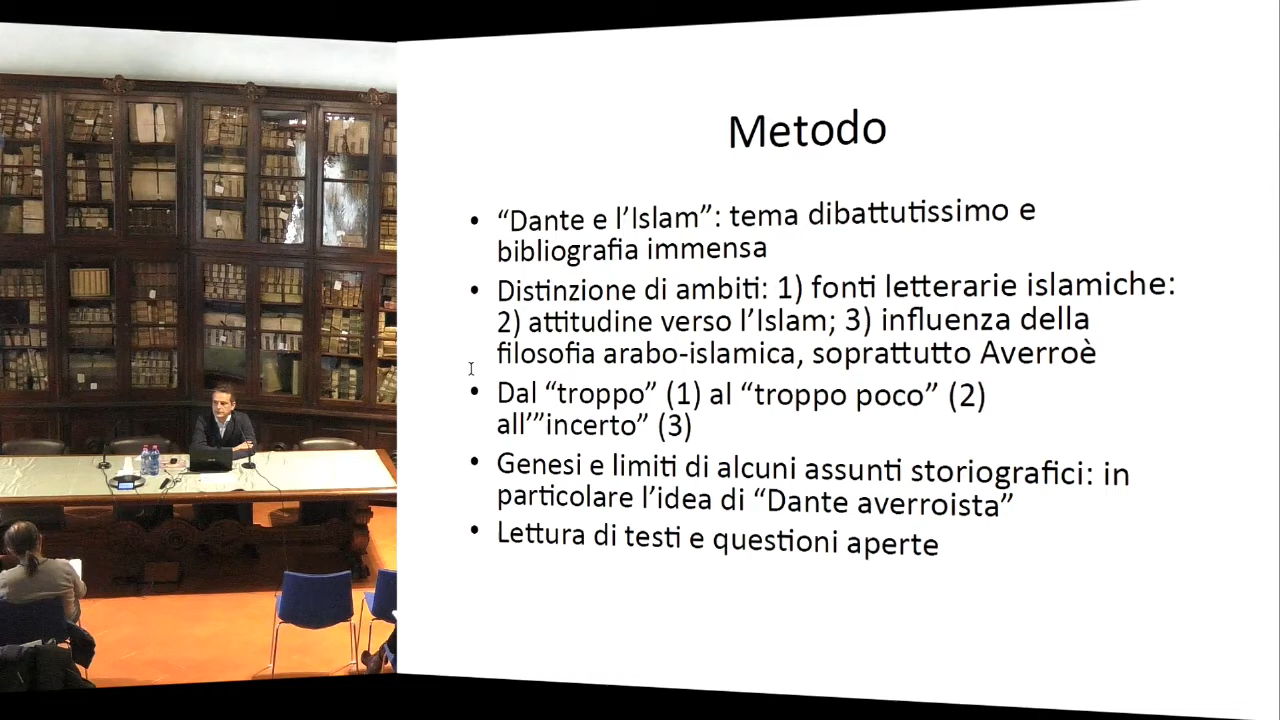 Metodo
• “Dante e l’Islam”: tema dibattutissimo e
bibliografia immensa
• Distinzione di ambiti: 1) fonti letterarie islamiche:
2) attitudine verso l’Islam; 3) influenza della
filosofia arabo-islamica, soprattutto Averroè
• Dal “troppo” (1) al “troppo poco” (2)
all’”incerto” (3)
• Genesi e limiti di alcuni assunti storiografici: in
particolare l’idea di “Dante averroista”
• Lettura di testi e questioni aperte